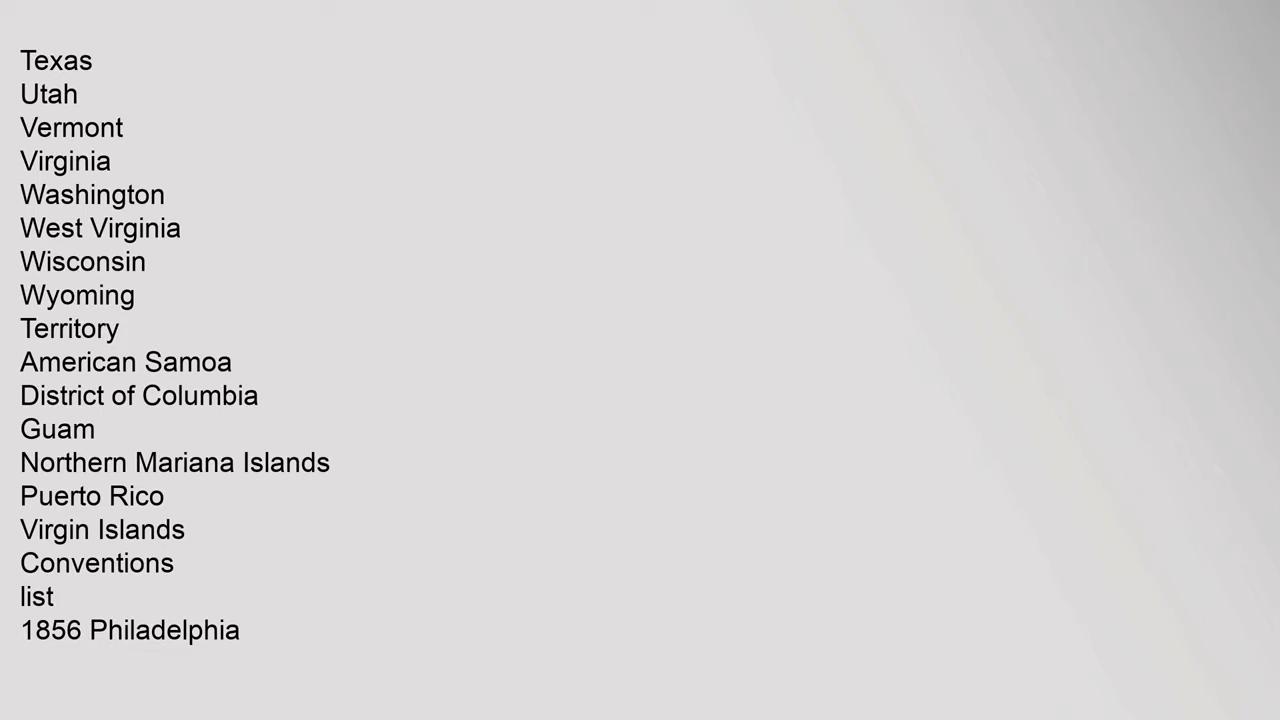 Texas
Utah
Vermont
Virginia
Washington
West Virginia
Wisconsin
Wyoming
Territory
American Samoa
District of Columbia
Guam
Northern Mariana Islands
Puerto Rico
Virgin Islands
Conventions
list
1856 Philadelphia